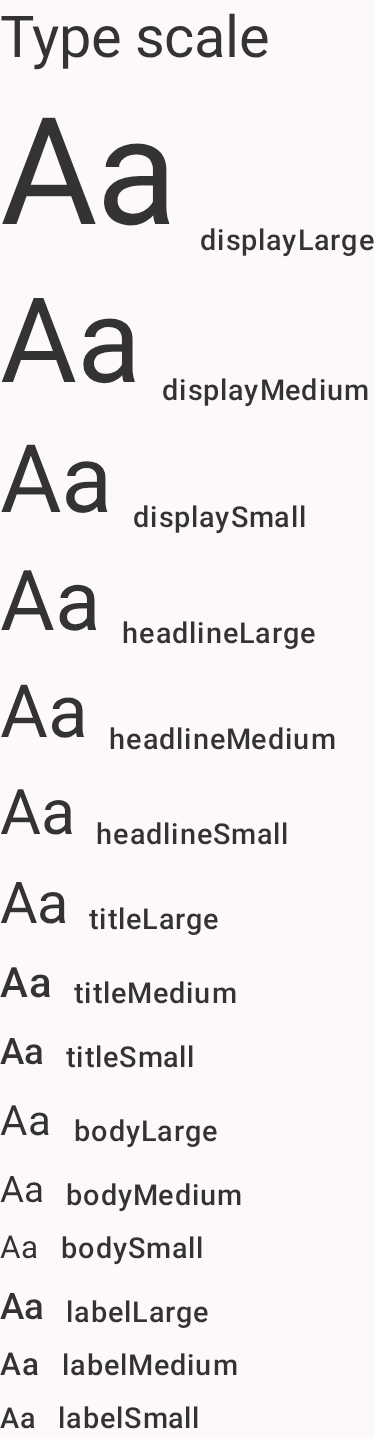 Type scale
Aa displayLarge
Aa displayMedium
Aa displaySmall
Aa headlineLarge
Aa headlineMedium
Aa headlineSmall
Aa titleLarge
Aa titleMedium
Aa titleSmall
Aa bodyLarge
Aa bodyMedium
Aa bodySmall
Aa labelLarge
Aa labelMedium
Aa labelSmall